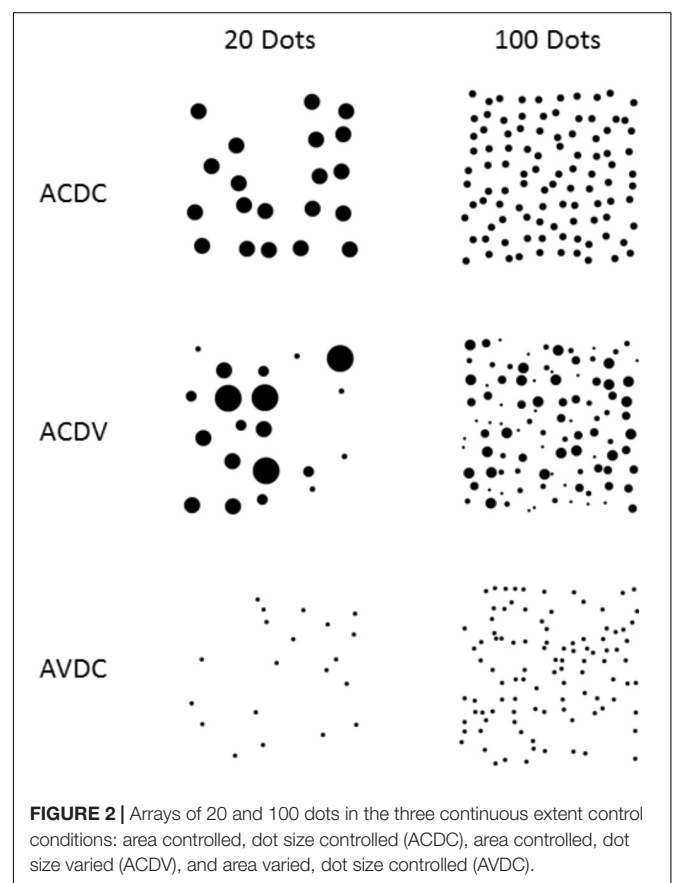 20 Dots 100 Dots
ACDC
ACDV
AVDC
FIGURE 2 | Arrays of 20 and 100 dots in the three continuous extent control
conditions: area controlled, dot size controlled (ACDC), area controlled, dot
size varied (ACDV), and area varied, dot size controlled (AVDC).